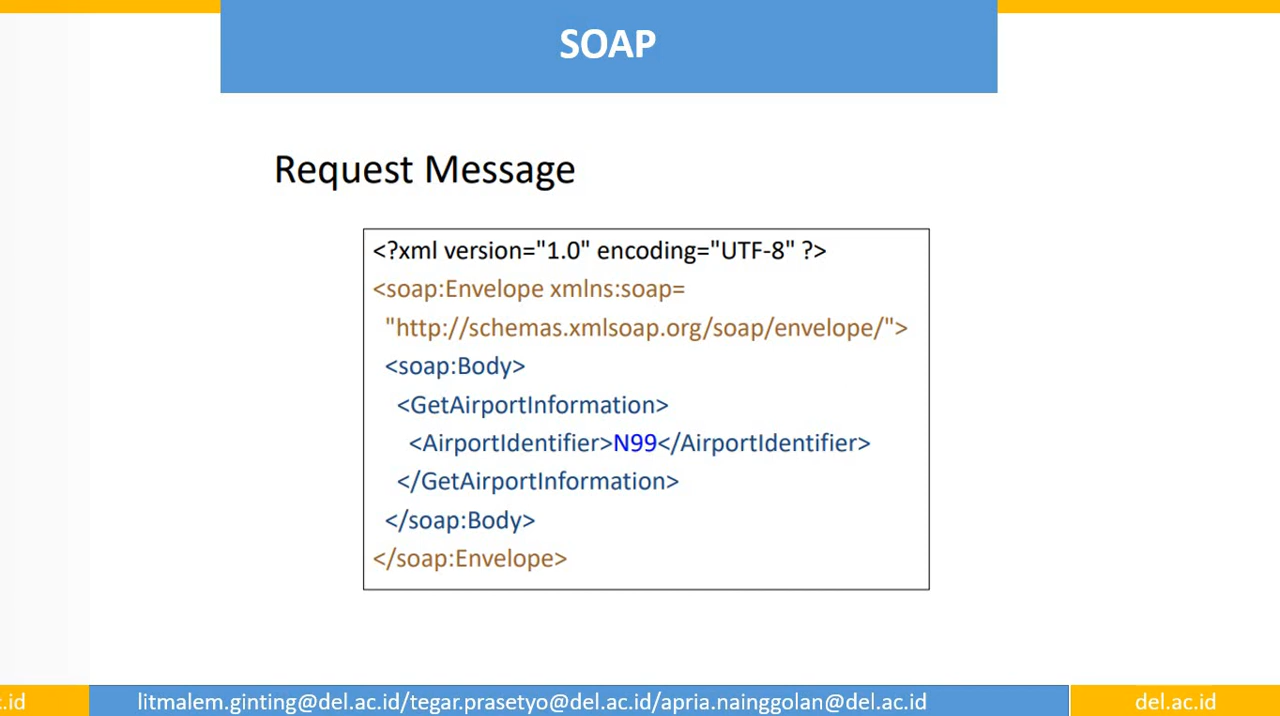 SOAP
Request Message
<?xml version="1.0" encoding="UTF-8" ?>
<soap:Envelope xmlns:soap=
"http://schemas.xmlsoap.org/soap/envelope/">
<soap:Body>
<GetAirportInformation>
<AirportIdentifier>N99</AirportIdentifier>
</GetAirportInformation>
</soap:Body>
</soap:Envelope>
c.id
litmalem.ginting@del.ac.id/tegar.prasetyo@del.ac.id/apria.nainggolan@del.ac.id
del.ac.id